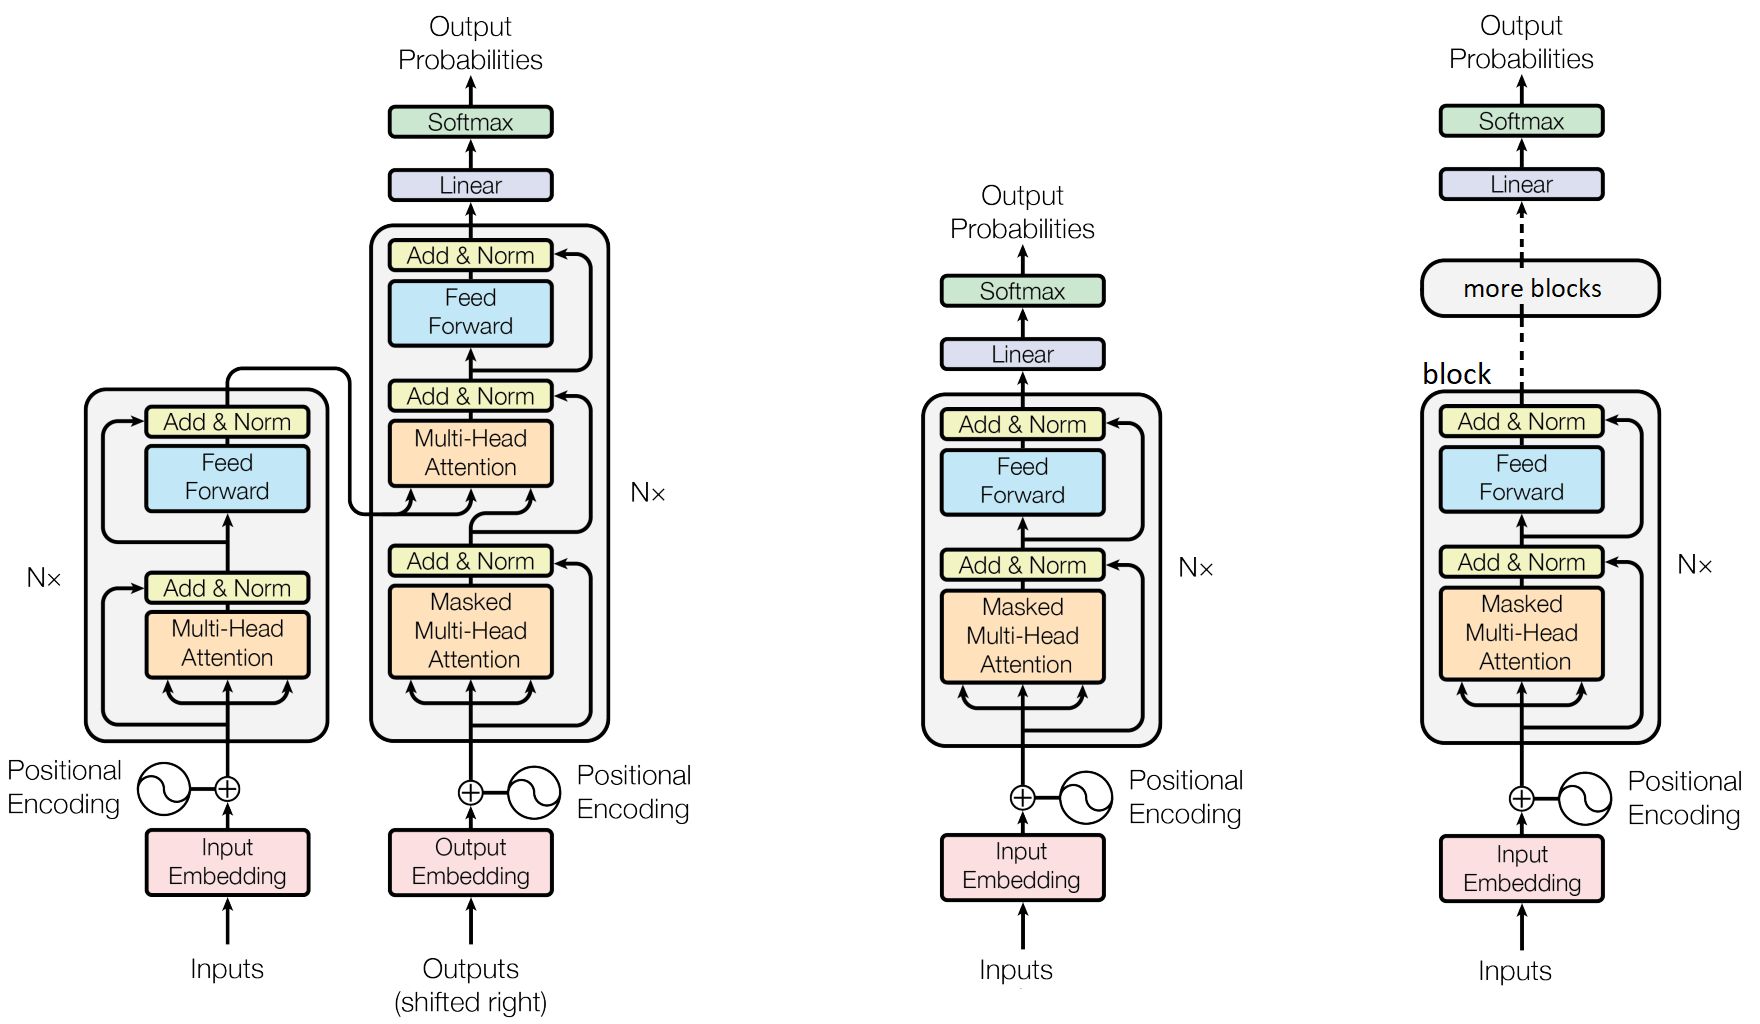 Output
Probabilities
Softmax
Linear
Add & Norm
Feed
Forward
Add & Norm
Multi-Head
Attention
Add & Norm
Masked
Multi-Head
Attention
Nx
Positional
Encoding
Output
Embedding
Outputs
(shifted right)
Add & Norm
Feed
Forward
Add & Norm
Multi-Head
Attention
Nx
Positional
Encoding
Input
Embedding
Inputs
Output
Probabilities
Softmax
Linear
Add & Norm
Feed
Forward
Add & Norm
Masked
Multi-Head
Attention
Nx
Positional
Encoding
Input
Embedding
Inputs
Output
Probabilities
Softmax
Linear
more blocks
block
Add & Norm
Feed
Forward
Add & Norm
Masked
Multi-Head
Attention
Nx
Positional
Encoding
Input
Embedding
Inputs